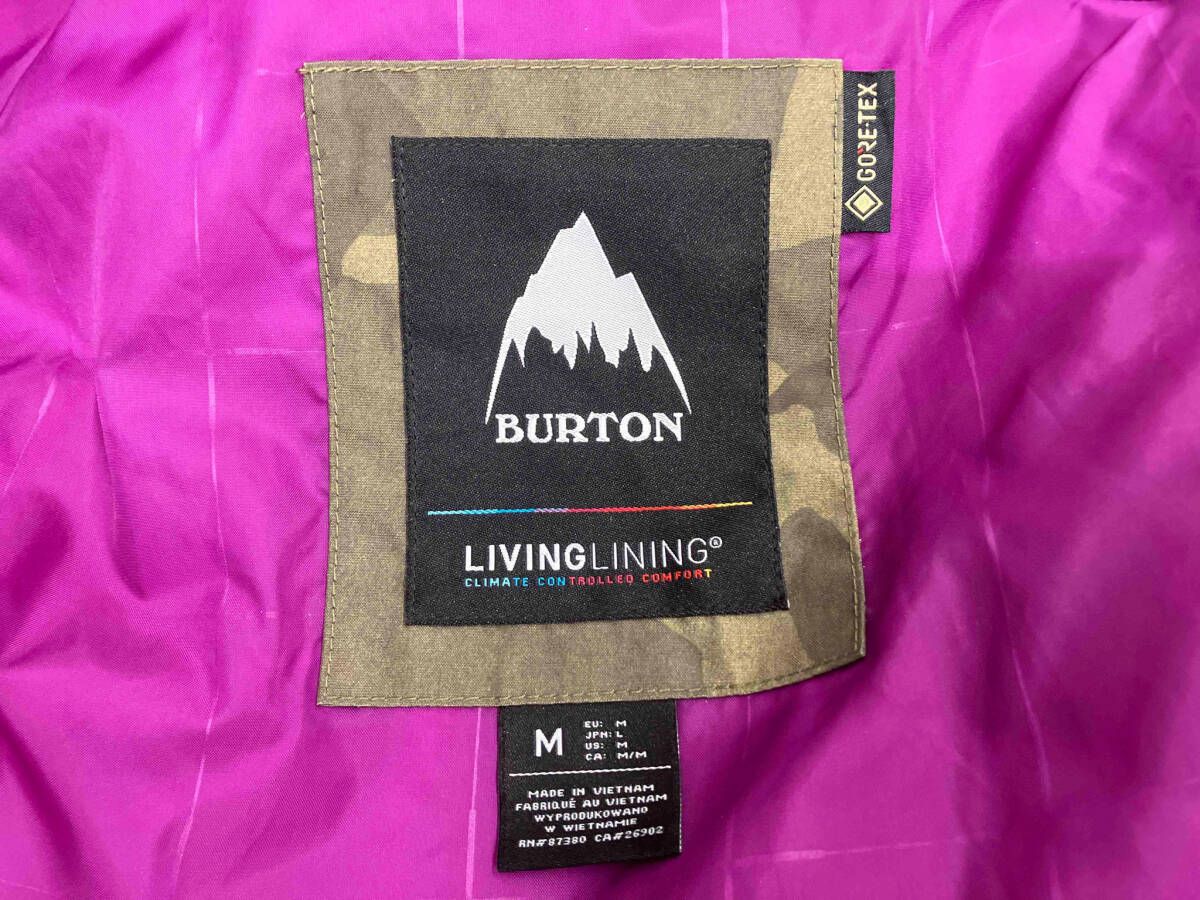 GORE-TEX
BURTON
LIVINGLINING®
CLIMATE CONTROLLED COMFORT
M
EU: M
JPN: L
US: M
CA: M/M
MADE IN VIETNAM
FABRIQUÉ AU VIETNAM
WYPRODUKOWANO
W WIETNAMIE
RN#87380 CA#26902